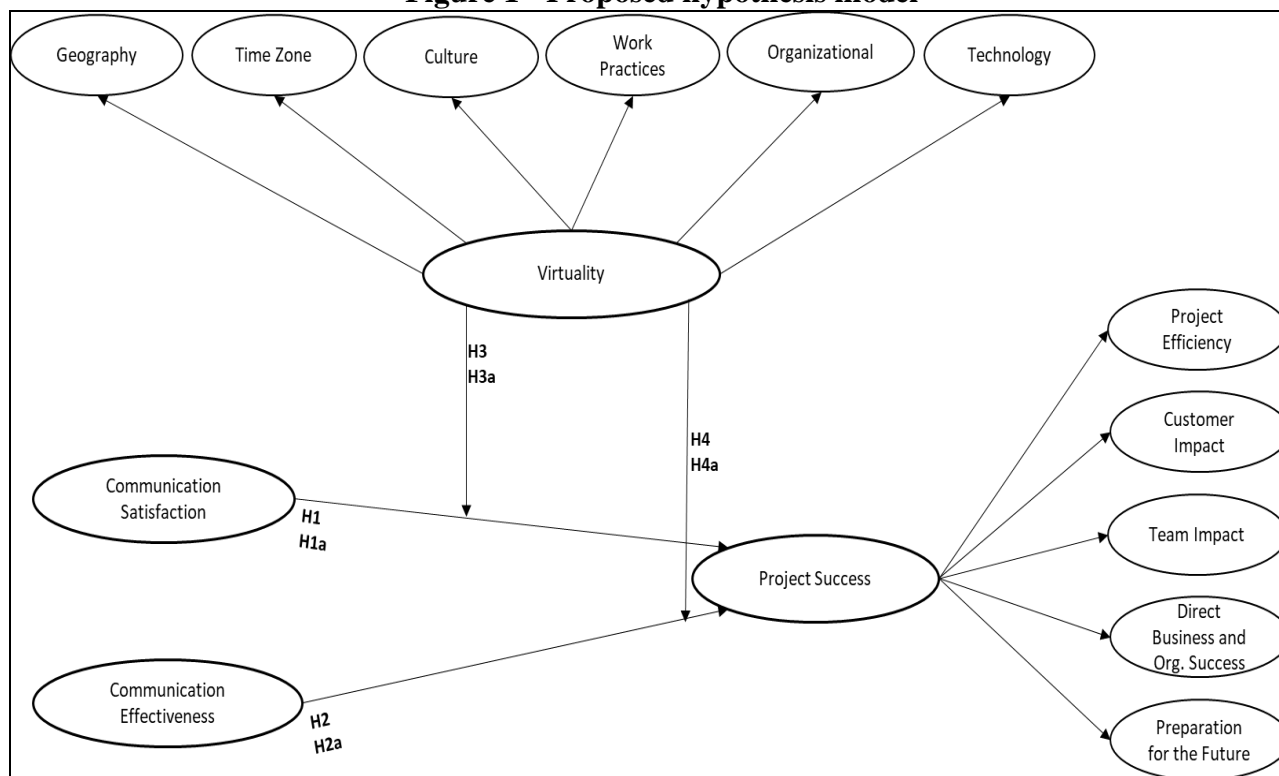 Figure 1 - Proposed hypothesis model
Geography
Time Zone
Culture
Work
Practices
Organizational
Technology
Virtuality
H3
H3a
H4
H4a
Communication
Satisfaction
H1
H1a
Communication
Effectiveness
H2
H2a
Project Success
Project
Efficiency
Customer
Impact
Team Impact
Direct
Business and
Org. Success
Preparation
for the Future